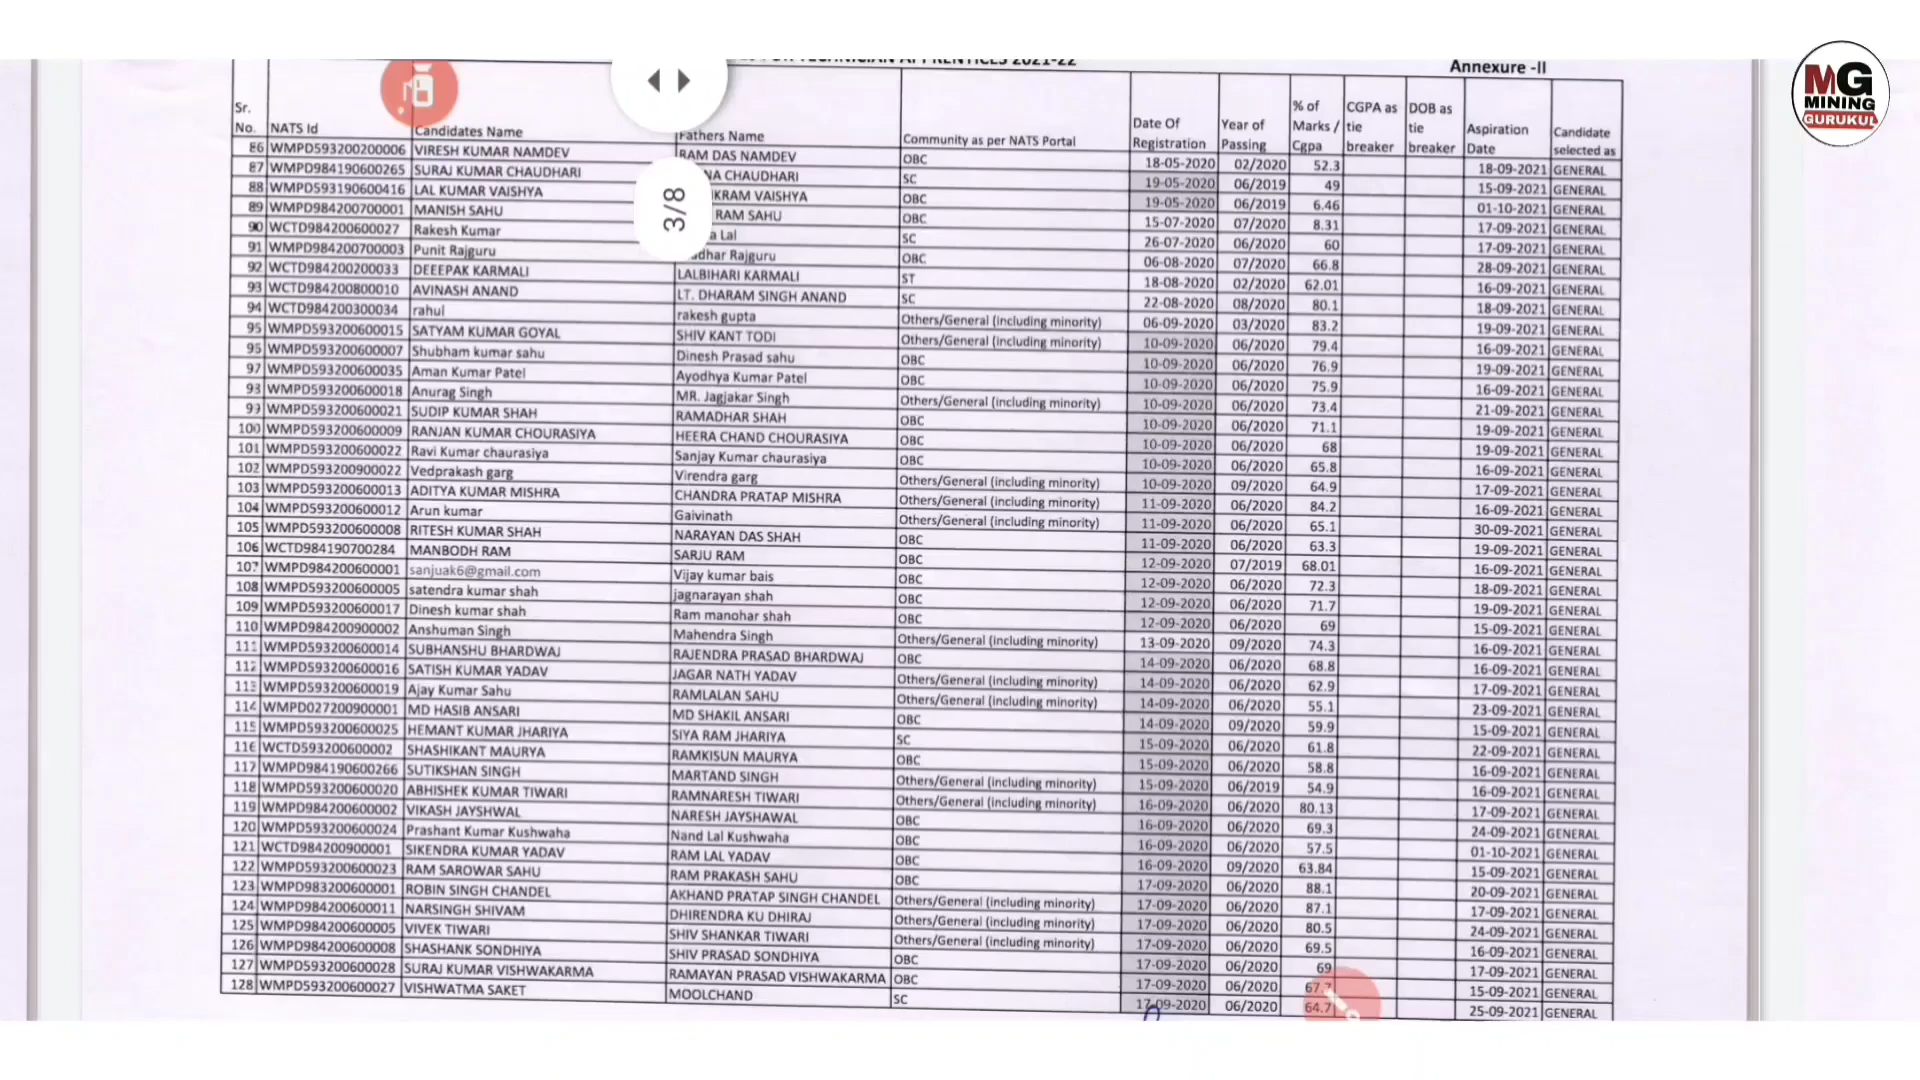 TECHNICIAN APPRENTICES 2021-22
Annexure -II
MG
MINING
GURUKUL
3/8
Sr. No. NATS Id Candidates Name Fathers Name Community as per NATS Portal Date Of Registration Year of Passing % of Marks / Cgpa CGPA as tie breaker DOB as tie breaker Aspiration Date Candidate selected as
86 WMPD593200200006 VIRESH KUMAR NAMDEV RAM DAS NAMDEV OBC 18-05-2020 02/2020 52.3 18-09-2021 GENERAL
87 WMPD984190600265 SURAJ KUMAR CHAUDHARI NA CHAUDHARI SC 19-05-2020 06/2019 49 15-09-2021 GENERAL
88 WMPD593190600416 LAL KUMAR VAISHYA KRAM VAISHYA OBC 19-05-2020 06/2019 6.46 01-10-2021 GENERAL
89 WMPD984200700001 MANISH SAHU RAM SAHU OBC 15-07-2020 07/2020 8.31 17-09-2021 GENERAL
90 WCTD984200600027 Rakesh Kumar Lal SC 26-07-2020 06/2020 60 17-09-2021 GENERAL
91 WMPD984200700003 Punit Rajguru Rajguru OBC 06-08-2020 07/2020 66.8 28-09-2021 GENERAL
92 WCTD984200200033 DEEEPAK KARMALI LALBIHARI KARMALI ST 18-08-2020 02/2020 62.01 16-09-2021 GENERAL
93 WCTD984200800010 AVINASH ANAND LT. DHARAM SINGH ANAND SC 22-08-2020 08/2020 80.1 18-09-2021 GENERAL
94 WCTD984200300034 rahul rakesh gupta Others/General (including minority) 06-09-2020 03/2020 83.2 19-09-2021 GENERAL
95 WMPD593200600015 SATYAM KUMAR GOYAL SHIV KANT TODI Others/General (including minority) 10-09-2020 06/2020 79.4 16-09-2021 GENERAL
95 WMPD593200600007 Shubham kumar sahu Dinesh Prasad sahu OBC 10-09-2020 06/2020 76.9 19-09-2021 GENERAL
97 WMPD593200600035 Aman Kumar Patel Ayodhya Kumar Patel OBC 10-09-2020 06/2020 75.9 16-09-2021 GENERAL
93 WMPD593200600018 Anurag Singh MR. Jagjakar Singh Others/General (including minority) 10-09-2020 06/2020 73.4 21-09-2021 GENERAL
99 WMPD593200600021 SUDIP KUMAR SHAH RAMADHAR SHAH OBC 10-09-2020 06/2020 71.1 19-09-2021 GENERAL
100 WMPD593200600009 RANJAN KUMAR CHOURASIYA HEERA CHAND CHOURASIYA OBC 10-09-2020 06/2020 68 19-09-2021 GENERAL
101 WMPD593200600022 Ravi Kumar chaurasiya Sanjay Kumar chaurasiya OBC 10-09-2020 06/2020 65.8 16-09-2021 GENERAL
102 WMPD593200900022 Vedprakash garg Virendra garg Others/General (including minority) 10-09-2020 09/2020 64.9 17-09-2021 GENERAL
103 WMPD593200600013 ADITYA KUMAR MISHRA CHANDRA PRATAP MISHRA Others/General (including minority) 11-09-2020 06/2020 84.2 16-09-2021 GENERAL
104 WMPD593200600012 Arun kumar Gaivinath Others/General (including minority) 11-09-2020 06/2020 65.1 30-09-2021 GENERAL
105 WMPD593200600008 RITESH KUMAR SHAH NARAYAN DAS SHAH OBC 11-09-2020 06/2020 63.3 19-09-2021 GENERAL
106 WCTD984190700284 MANBODH RAM SARJU RAM OBC 12-09-2020 07/2019 68.01 16-09-2021 GENERAL
107 WMPD984200600001 sanjuak6@gmail.com Vijay kumar bais OBC 12-09-2020 06/2020 72.3 18-09-2021 GENERAL
108 WMPD593200600005 satendra kumar shah jagnarayan shah OBC 12-09-2020 06/2020 71.7 19-09-2021 GENERAL
109 WMPD593200600017 Dinesh kumar shah Ram manohar shah OBC 12-09-2020 06/2020 69 15-09-2021 GENERAL
110 WMPD984200900002 Anshuman Singh Mahendra Singh Others/General (including minority) 13-09-2020 09/2020 74.3 16-09-2021 GENERAL
111 WMPD593200600014 SUBHANSHU BHARDWAJ RAJENDRA PRASAD BHARDWAJ OBC 14-09-2020 06/2020 68.8 16-09-2021 GENERAL
112 WMPD593200600016 SATISH KUMAR YADAV JAGAR NATH YADAV Others/General (including minority) 14-09-2020 06/2020 62.9 17-09-2021 GENERAL
113 WMPD593200600019 Ajay Kumar Sahu RAMLALAN SAHU Others/General (including minority) 14-09-2020 06/2020 55.1 23-09-2021 GENERAL
114 WMPD027200900001 MD HASIB ANSARI MD SHAKIL ANSARI OBC 14-09-2020 09/2020 59.9 15-09-2021 GENERAL
115 WMPD593200600025 HEMANT KUMAR JHARIYA SIYA RAM JHARIYA SC 15-09-2020 06/2020 61.8 22-09-2021 GENERAL
116 WCTD593200600002 SHASHIKANT MAURYA RAMKISUN MAURYA OBC 15-09-2020 06/2020 58.8 16-09-2021 GENERAL
117 WMPD984190600266 SUTIKSHAN SINGH MARTAND SINGH Others/General (including minority) 15-09-2020 06/2019 54.9 16-09-2021 GENERAL
118 WMPD593200600020 ABHISHEK KUMAR TIWARI RAMNARESH TIWARI Others/General (including minority) 16-09-2020 06/2020 80.13 17-09-2021 GENERAL
119 WMPD984200600002 VIKASH JAYSHWAL NARESH JAYSHAWAL OBC 16-09-2020 06/2020 69.3 24-09-2021 GENERAL
120 WMPD593200600024 Prashant Kumar Kushwaha Nand Lal Kushwaha OBC 16-09-2020 06/2020 57.5 01-10-2021 GENERAL
121 WCTD984200900001 SIKENDRA KUMAR YADAV RAM LAL YADAV OBC 16-09-2020 09/2020 63.84 15-09-2021 GENERAL
122 WMPD593200600023 RAM SAROWAR SAHU RAM PRAKASH SAHU OBC 17-09-2020 06/2020 88.1 20-09-2021 GENERAL
123 WMPD983200600001 ROBIN SINGH CHANDEL AKHAND PRATAP SINGH CHANDEL Others/General (including minority) 17-09-2020 06/2020 87.1 17-09-2021 GENERAL
124 WMPD984200600011 NARSINGH SHIVAM DHIRENDRA KU DHIRAJ Others/General (including minority) 17-09-2020 06/2020 80.5 24-09-2021 GENERAL
125 WMPD984200600005 VIVEK TIWARI SHIV SHANKAR TIWARI Others/General (including minority) 17-09-2020 06/2020 69.5 16-09-2021 GENERAL
126 WMPD984200600008 SHASHANK SONDHIYA SHIV PRASAD SONDHIYA OBC 17-09-2020 06/2020 69 17-09-2021 GENERAL
127 WMPD593200600028 SURAJ KUMAR VISHWAKARMA RAMAYAN PRASAD VISHWAKARMA OBC 17-09-2020 06/2020 15-09-2021 GENERAL
128 WMPD593200600027 VISHWATMA SAKET MOOLCHAND SC 17-09-2020 06/2020 64.7 25-09-2021 GENERAL